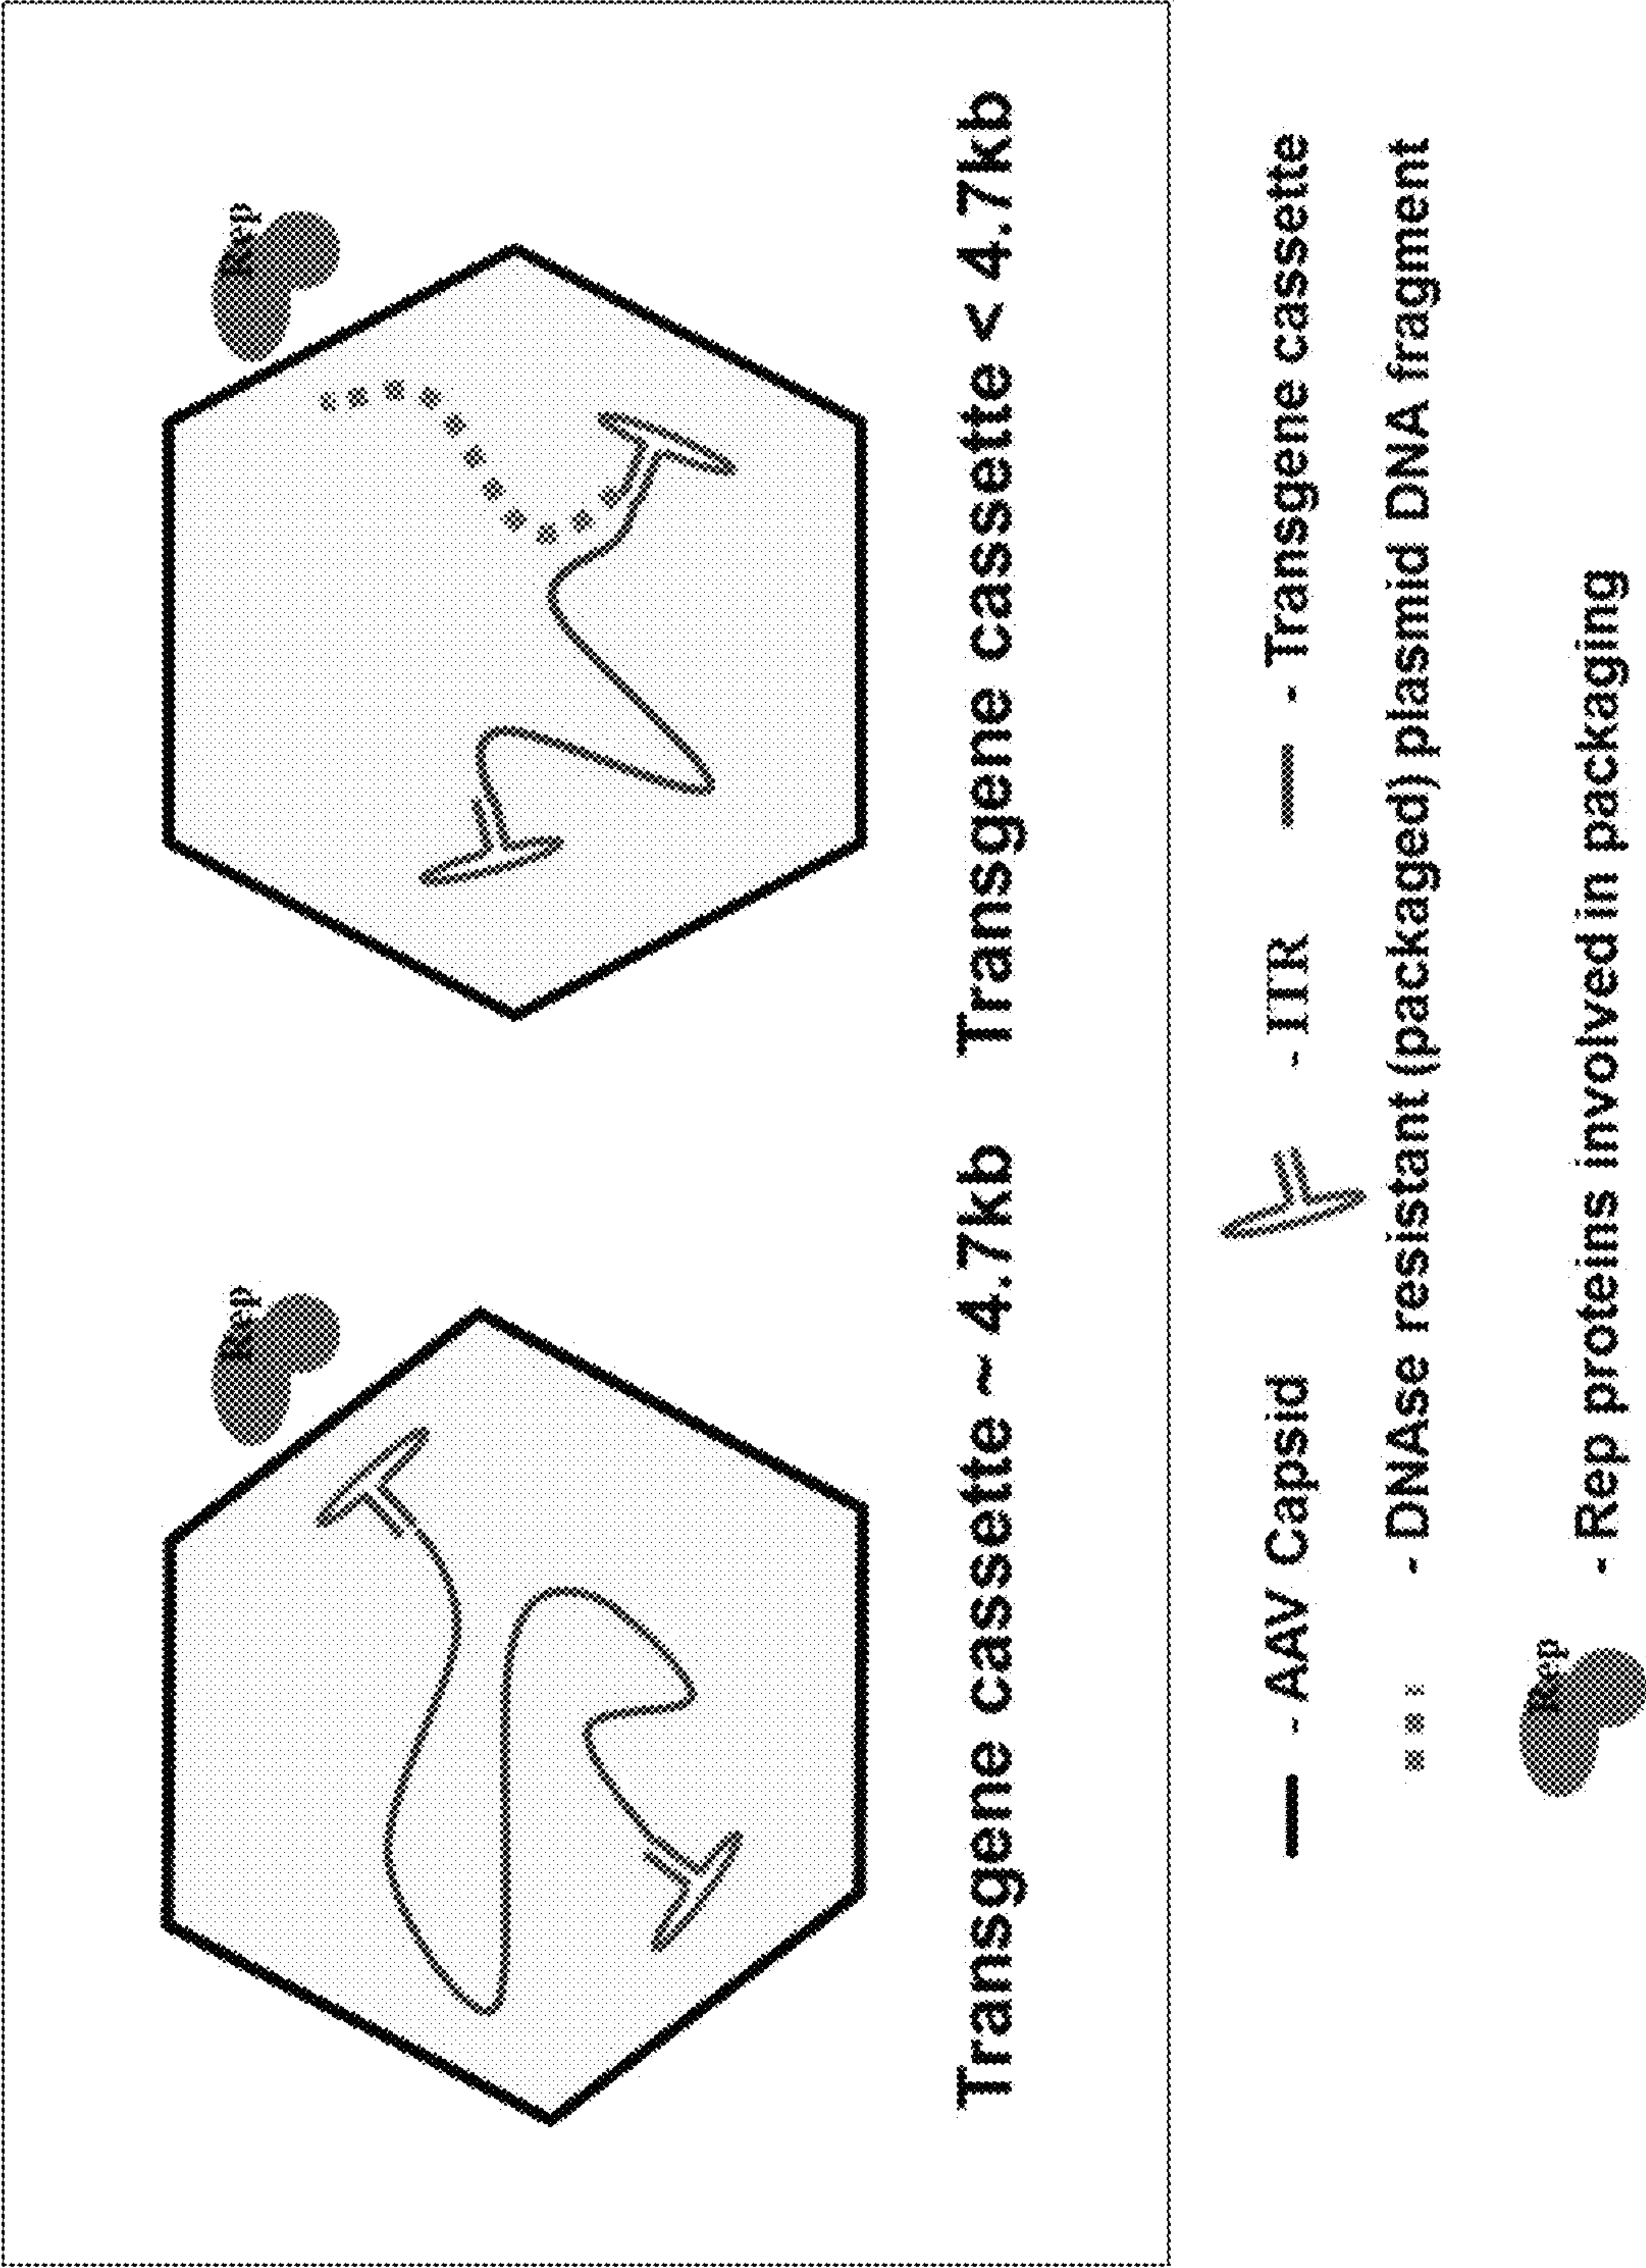 Rep
Rep
Transgene cassette ~ 4.7kb
Transgene cassette < 4.7kb
- AAV Capsid
- ITR
- Transgene cassette
- DNAse resistant (packaged) plasmid DNA fragment
Rep
- Rep proteins involved in packaging